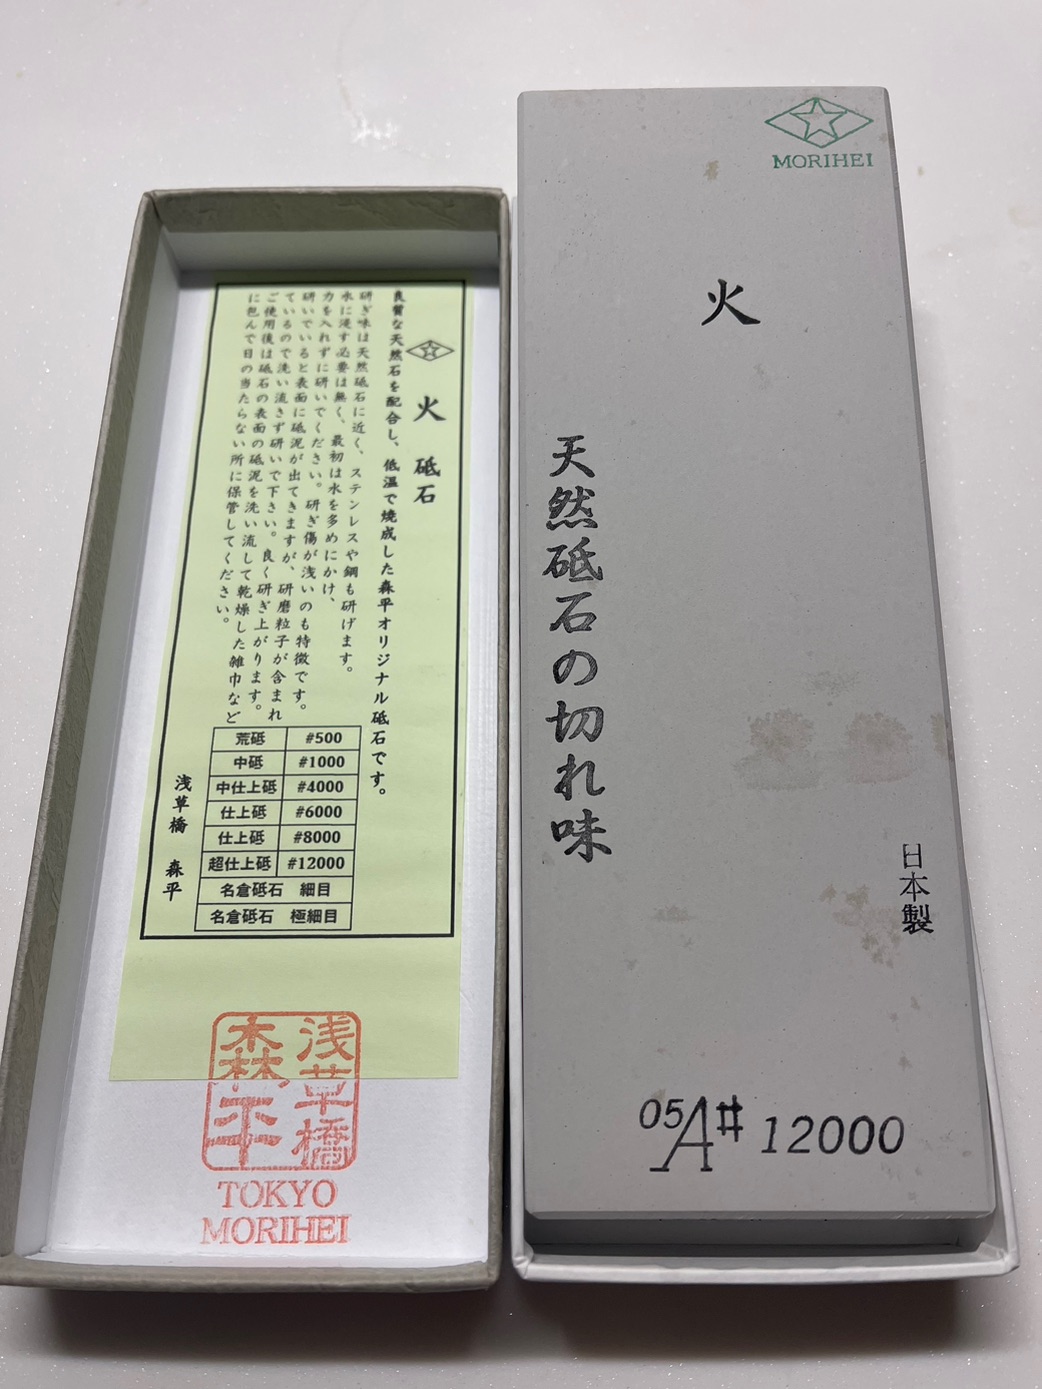 火 砥石
良質な天然石を配合し、低温で焼成した森平オリジナル砥石です。
研ぎ味は天然砥石に近く、ステンレスや鋼も研げます。
水に浸す必要は無く、最初は水を多めにかけ、
力を入れずに研いでください。研ぎ傷が浅いのも特徴です。
研いでいると表面に砥泥が出てきますが、研磨粒子が含まれ
ているので洗い流さず研いで下さい。良く研ぎ上がります。
ご使用後は砥石の表面の砥泥を洗い流して乾燥した雑巾など
に包んで日の当たらない所に保管してください。
荒砥 #500
中砥 #1000
中仕上砥 #4000
仕上砥 #6000
仕上砥 #8000
超仕上砥 #12000
名倉砥石 細目
名倉砥石 極細目
浅草橋 森平
浅草橋
森平
TOKYO
MORIHEI
MORIHEI
火
天然砥石の切れ味
日本製
05A# 12000